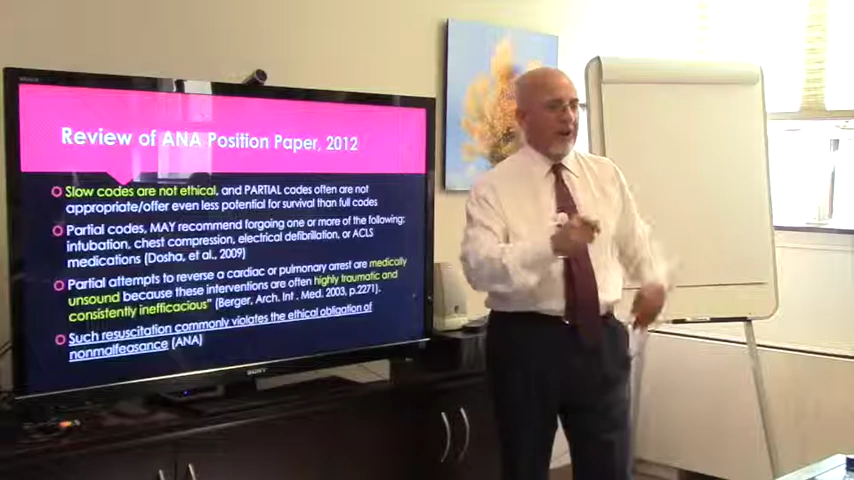 Review of ANA Position Paper, 2012
Slow codes are not ethical, and PARTIAL codes often are not
appropriate/offer even less potential for survival than full codes
Partial codes, MAY recommend forgoing one or more of the following:
intubation, chest compression, electrical defibrillation, or ACLS
medications (Dosha, et al., 2009)
Partial attempts to reverse a cardiac or pulmonary arrest are medically
unsound because these interventions are often highly traumatic and
consistently inefficacious" (Berger, Arch. Int. Med. 2003, p.2271).
Such resuscitation commonly violates the ethical obligation of
nonmalfeasance (ANA)
SONY